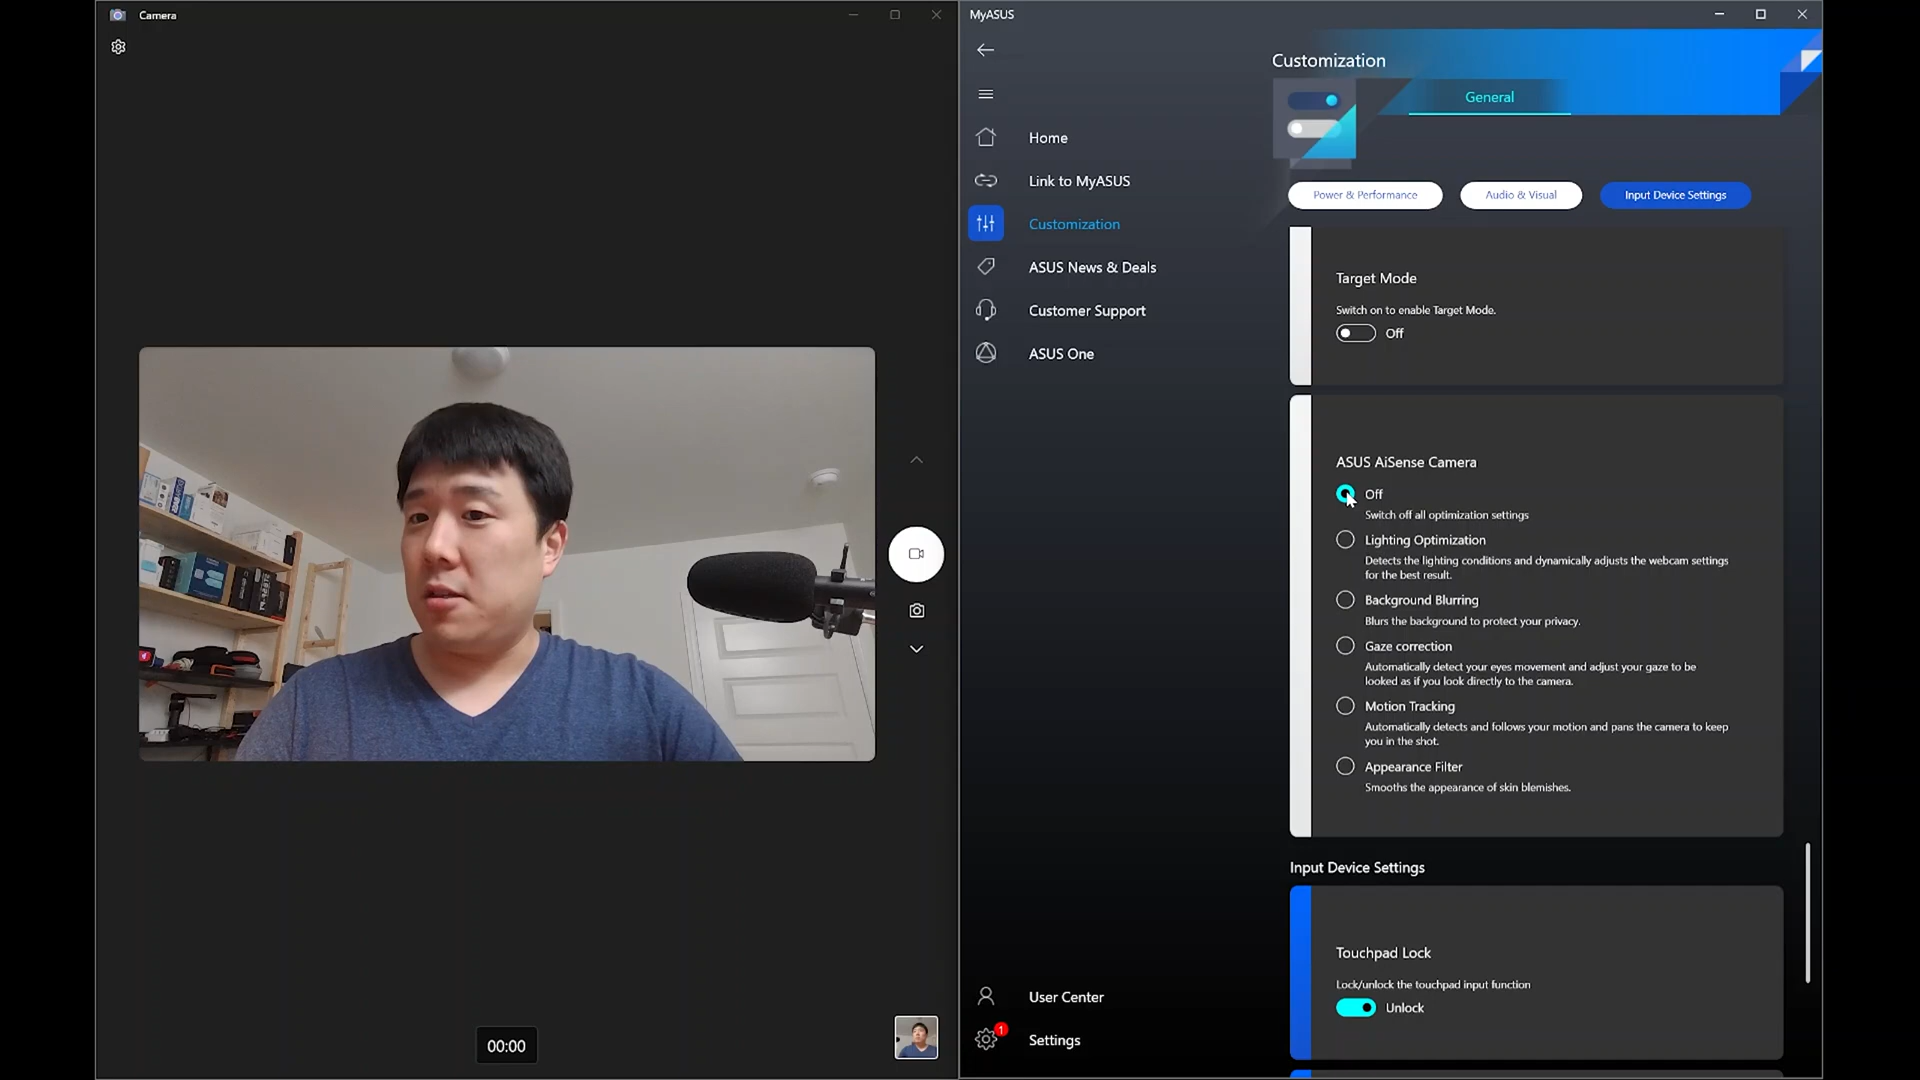 Camera
00:00
MyASUS
Home
Link to MyASUS
Customization
ASUS News & Deals
Customer Support
ASUS One
User Center
1
Settings
Customization
General
Power & Performance
Audio & Visual
Input Device Settings
Target Mode
Switch on to enable Target Mode.
Off
ASUS AiSense Camera
Off
Switch off all optimization settings
Lighting Optimization
Detects the lighting conditions and dynamically adjusts the webcam settings
for the best result.
Background Blurring
Blurs the background to protect your privacy.
Gaze correction
Automatically detect your eyes movement and adjust your gaze to be
looked as if you look directly to the camera.
Motion Tracking
Automatically detects and follows your motion and pans the camera to keep
you in the shot.
Appearance Filter
Smooths the appearance of skin blemishes.
Input Device Settings
Touchpad Lock
Lock/unlock the touchpad input function
Unlock